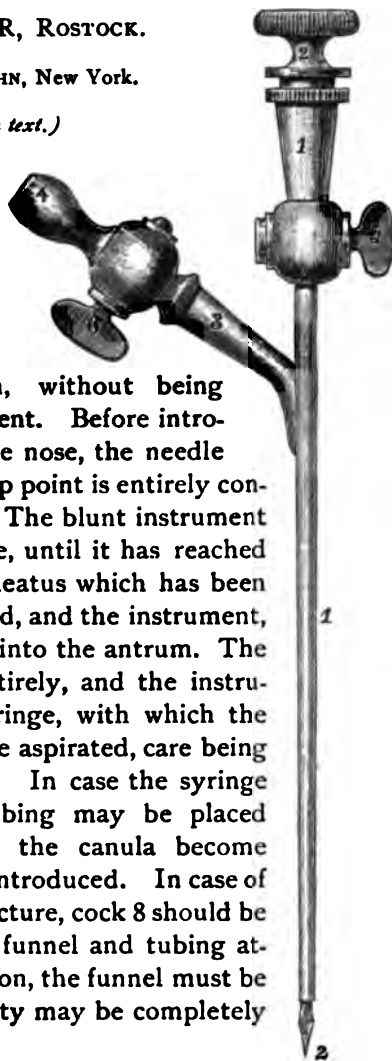 R, ROSTOCK.
HN, New York.
text.)
without being
ent. Before intro-
e nose, the needle
p point is entirely con-
The blunt instrument
e, until it has reached
eatus which has been
d, and the instrument,
into the antrum. The
tirely, and the instru-
ringe, with which the
e aspirated, care being
In case the syringe
bing may be placed
the canula become
ntroduced. In case of
cture, cock 8 should be
funnel and tubing at-
on, the funnel must be
ty may be completely
2
1
4
3
1
2